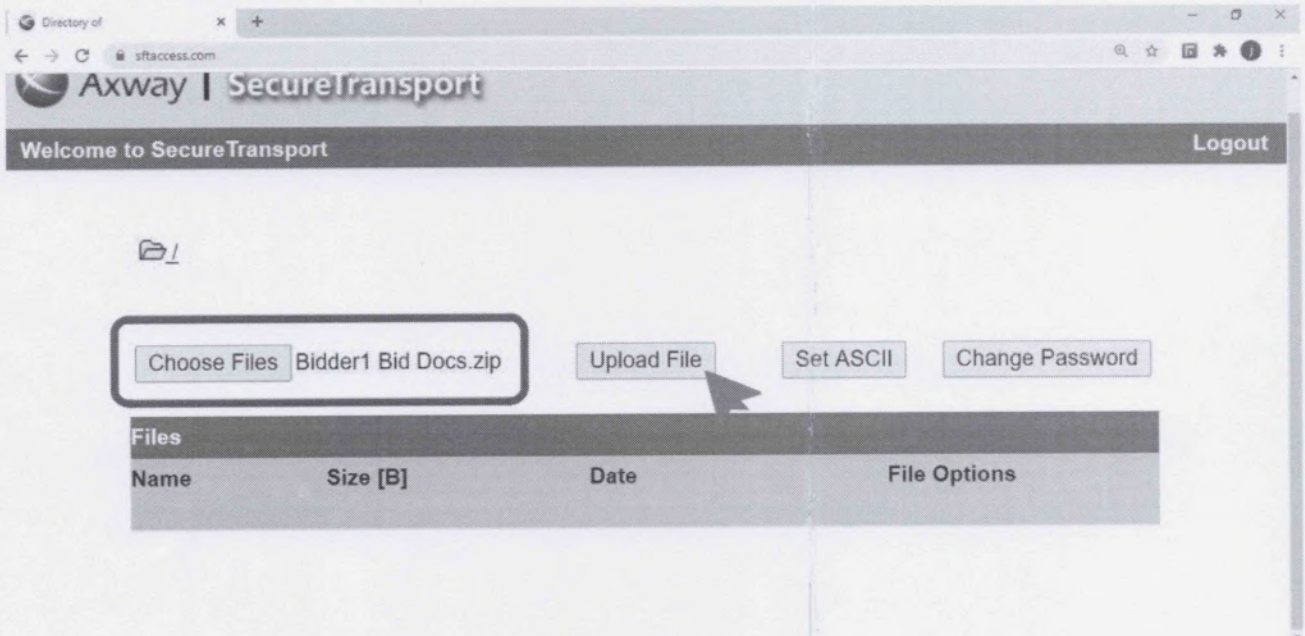 Directory of
sftaccess.com
Axway | SecureTransport
Welcome to SecureTransport Logout
/
Choose Files Bidder1 Bid Docs.zip Upload File Set ASCII Change Password
Files
Name Size [B] Date File Options